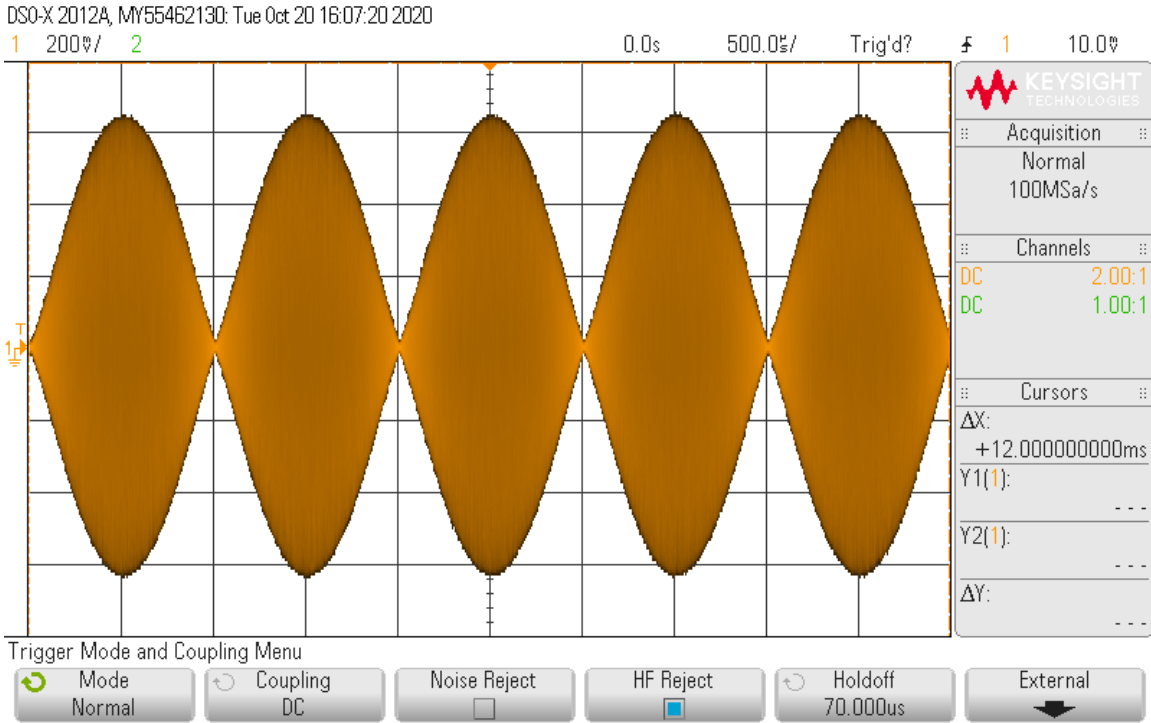 DSO-X 2012A, MY55462130: Tue Oct 20 16:07:20 2020
1 200mV/ 2 0.0s 500.0us/ Trig'd? 1 10.0mV
KEYSIGHT
TECHNOLOGIES
Acquisition
Normal
100MSa/s
Channels
DC 2.00:1
DC 1.00:1
T
1
Cursors
ΔX:
+12.000000000ms
Y1(1):
- - -
Y2(1):
- - -
ΔY:
- - -
Trigger Mode and Coupling Menu
Mode Coupling Noise Reject HF Reject Holdoff External
Normal DC 70.000us